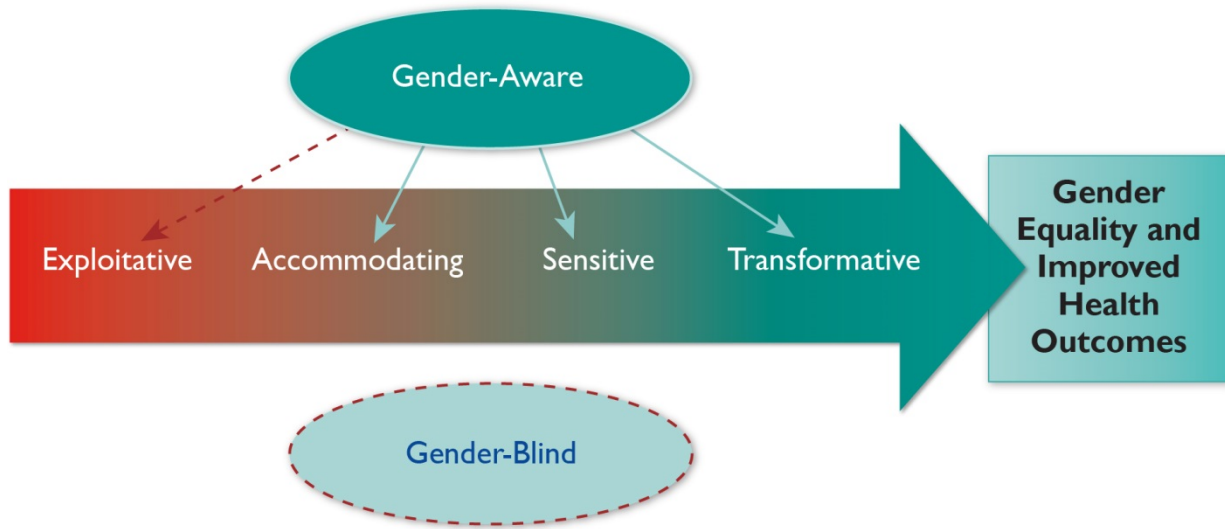 Gender-Aware
Exploitative
Accommodating
Sensitive
Transformative
Gender
Equality and
Improved
Health
Outcomes
Gender-Blind